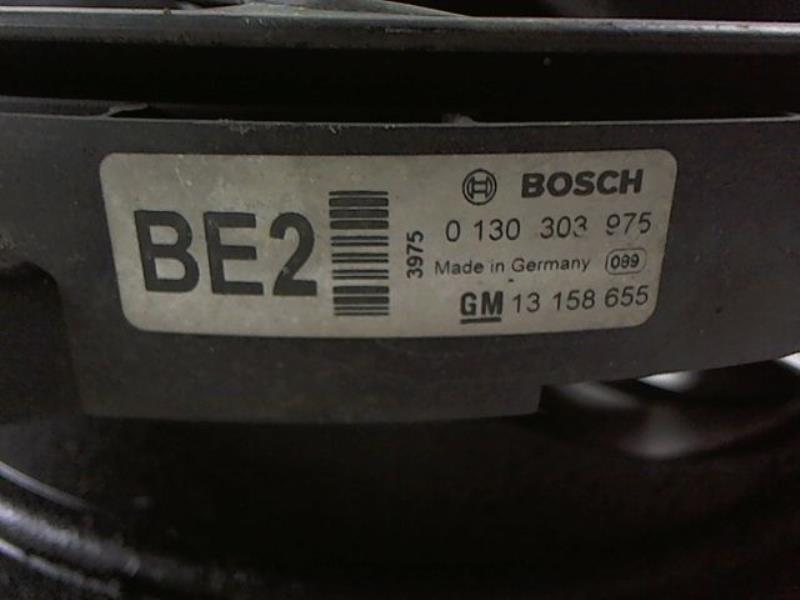 BE2
3975
BOSCH
0 130 303 975
Made in Germany 099
GM 13 158 655